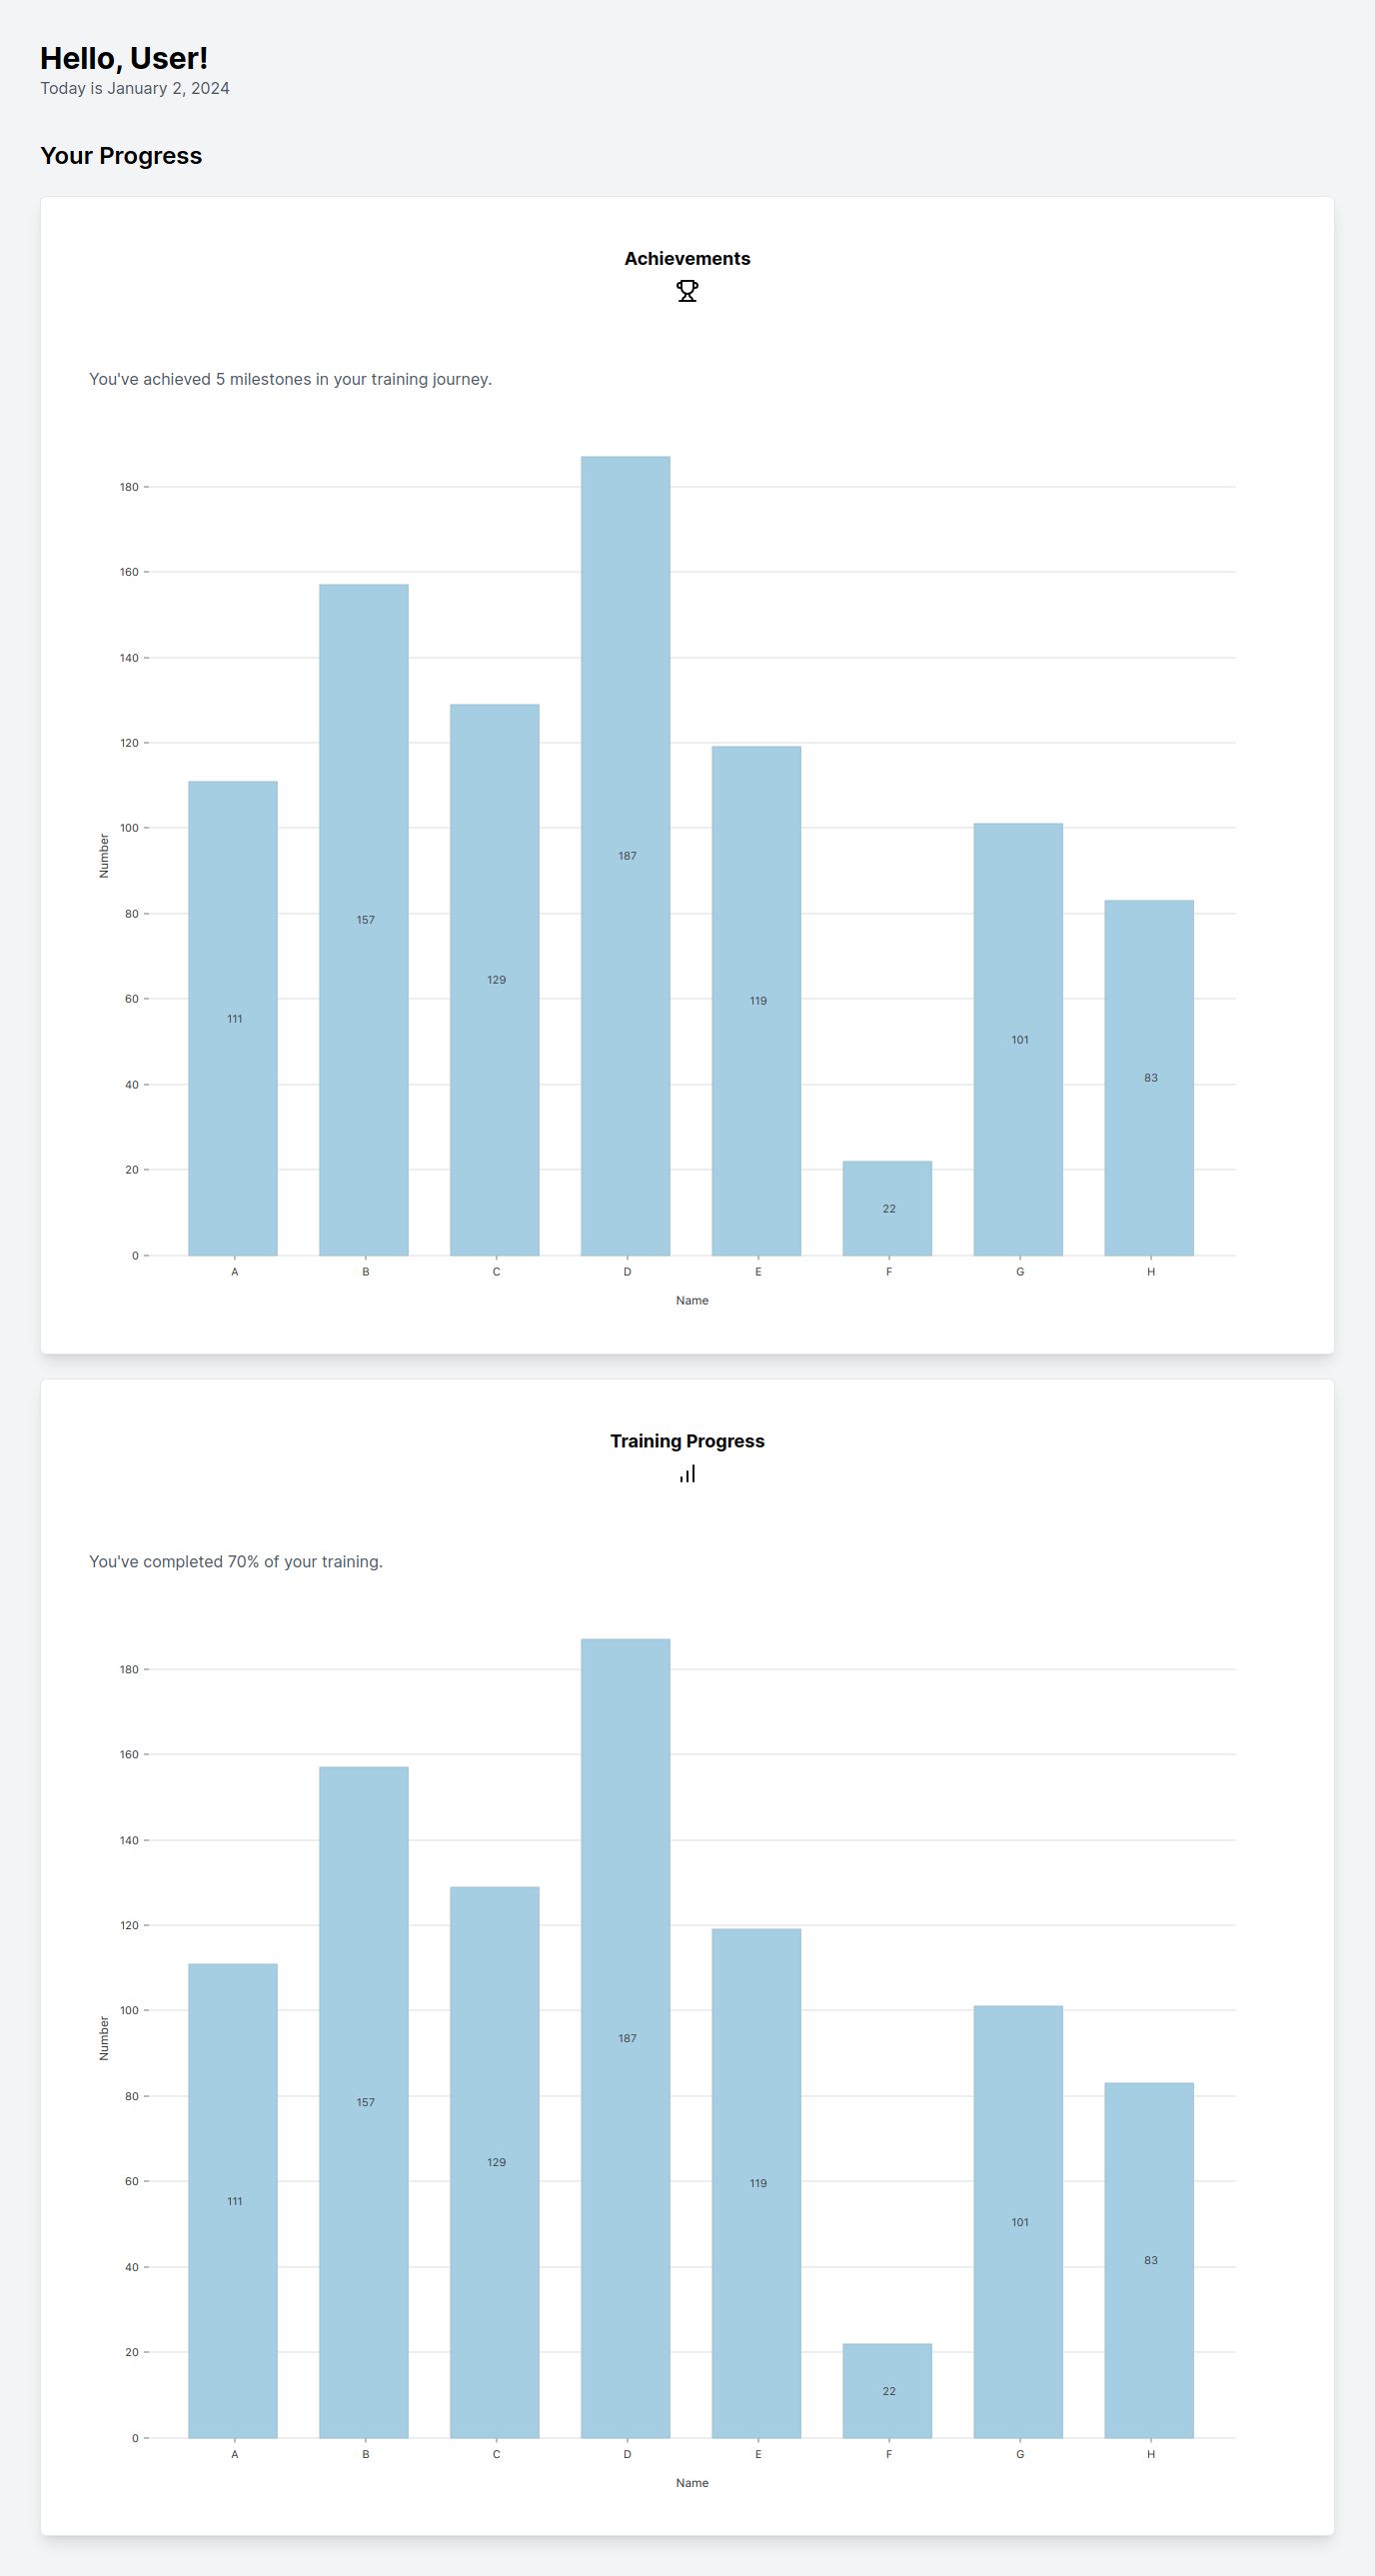 Hello, User!
Today is January 2, 2024
Your Progress
Achievements
You've achieved 5 milestones in your training journey.
180
160
140
120
100
80
60
40
20
0
Number
111
157
129
187
119
22
101
83
A B C D E F G H
Name
Training Progress
You've completed 70% of your training.
180
160
140
120
100
80
60
40
20
0
Number
111
157
129
187
119
22
101
83
A B C D E F G H
Name